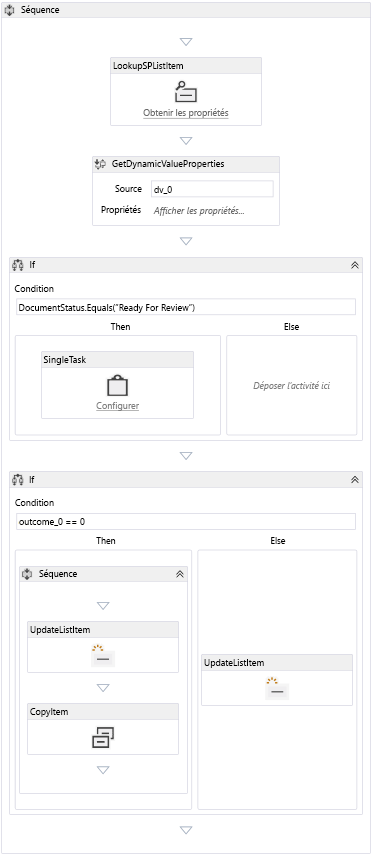 Séquence
LookupSPListItem
Obtenir les propriétés
GetDynamicValueProperties
Source dv_0
Propriétés Afficher les propriétés...
If
Condition
DocumentStatus.Equals("Ready For Review")
Then Else
SingleTask
Configurer
Déposer l'activité ici
If
Condition
outcome_0 == 0
Then Else
Séquence
UpdateListItem
CopyItem
UpdateListItem